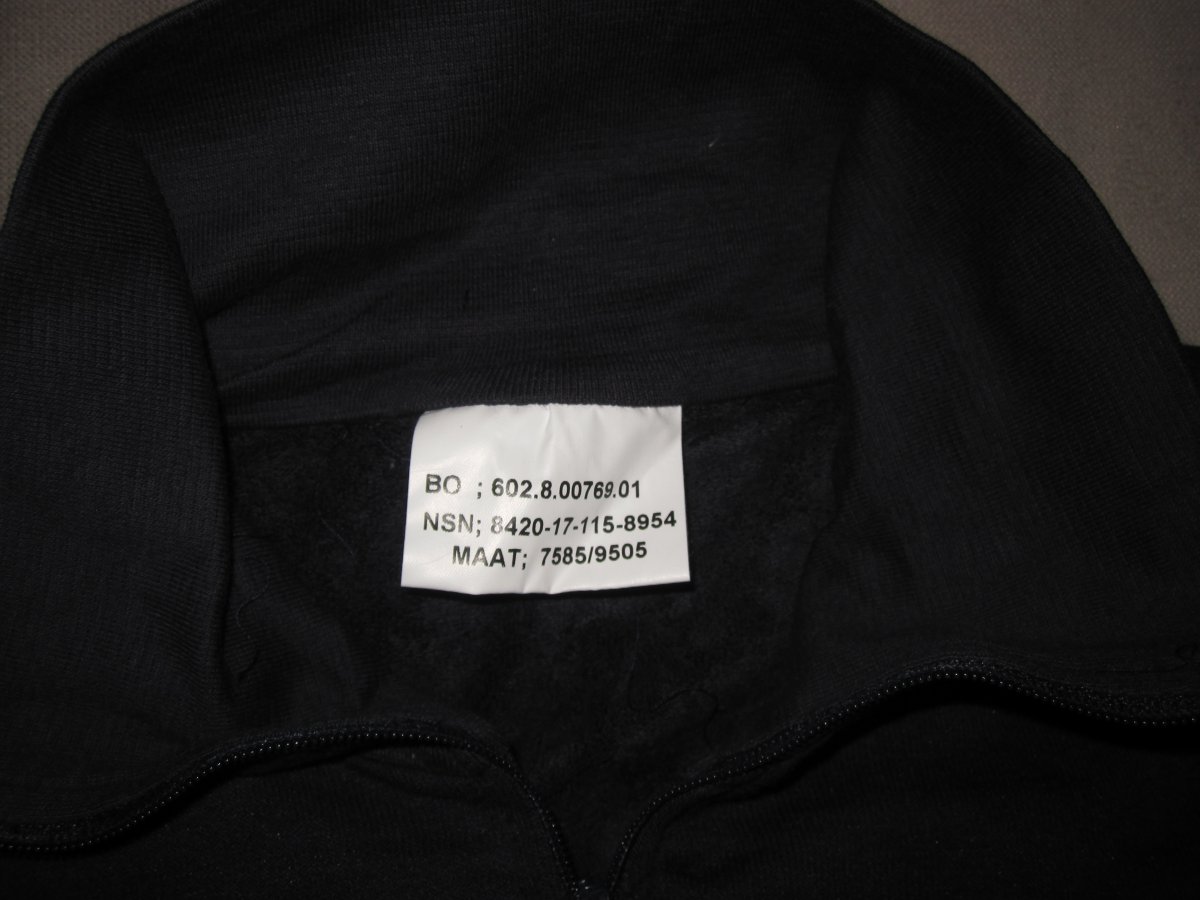 BO ; 602.8.00769.01
NSN; 8420-17-115-8954
MAAT; 7585/9505